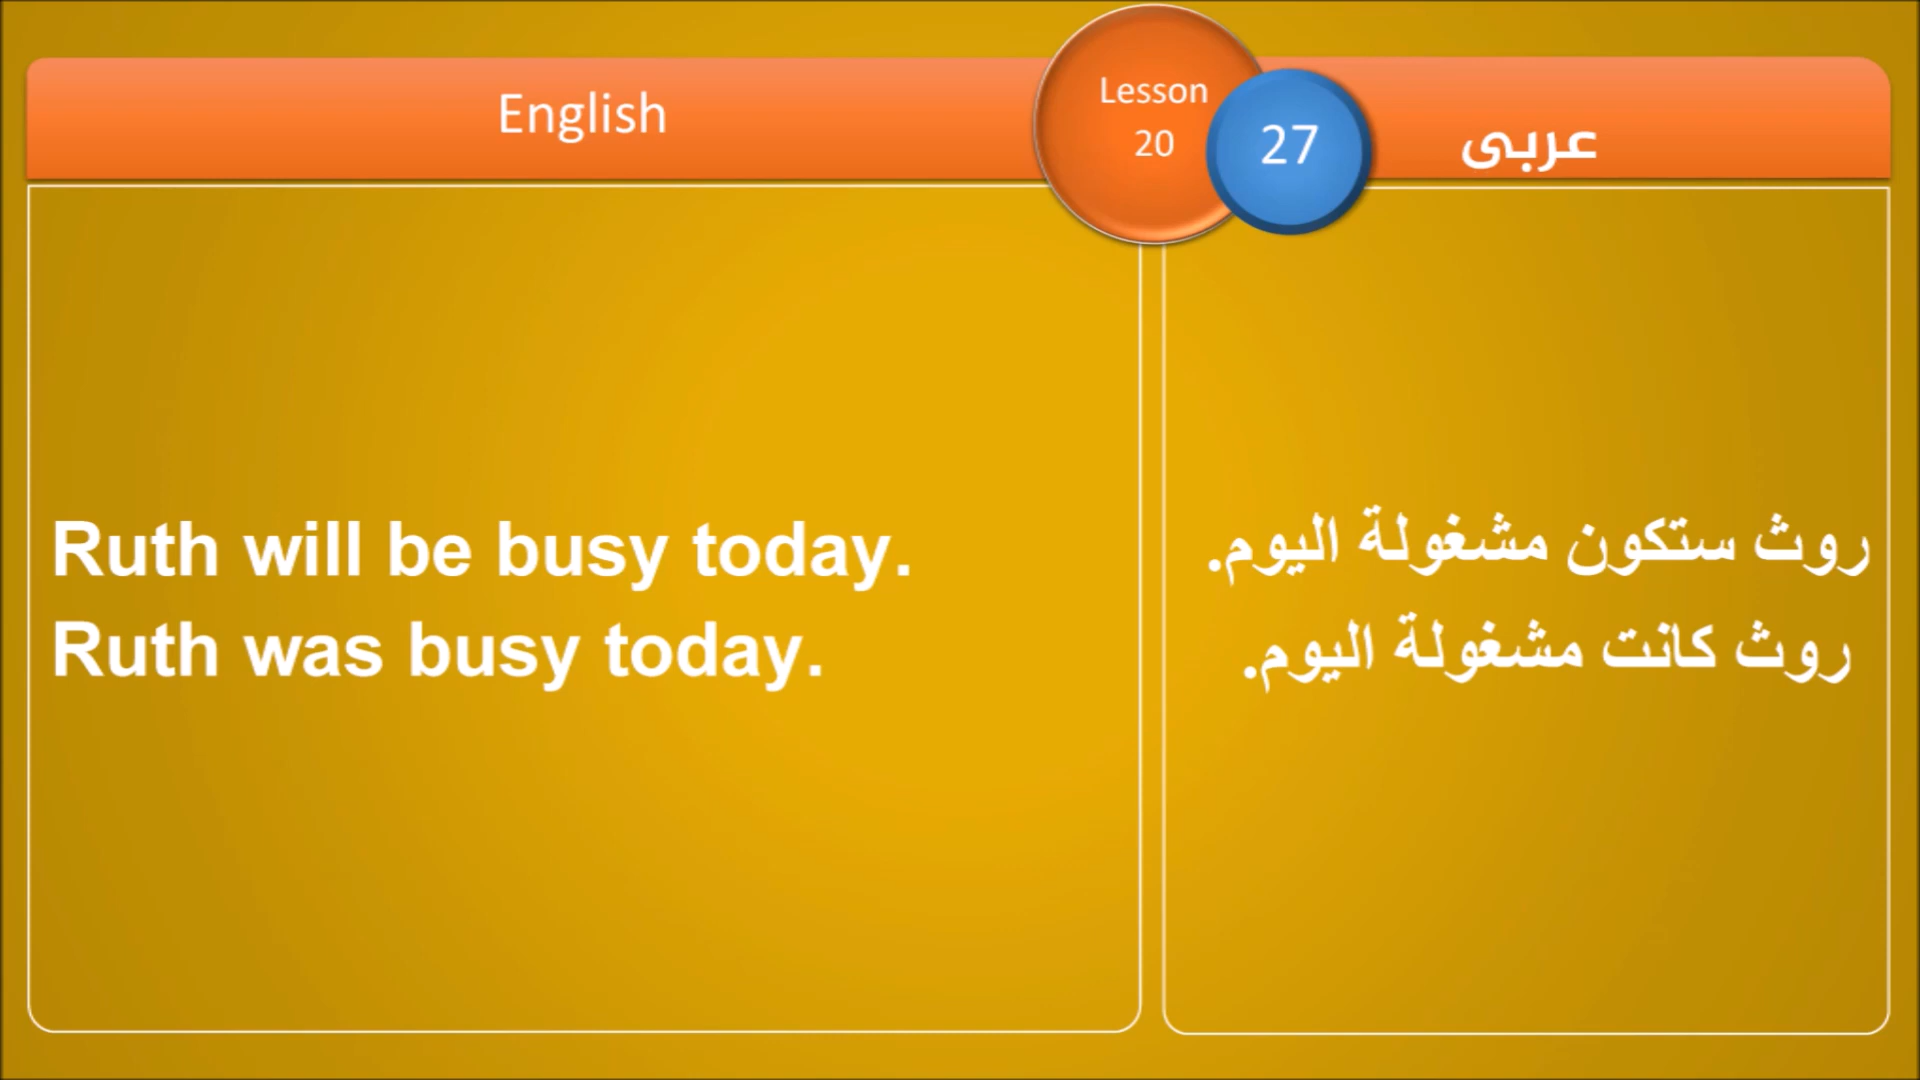 English
Lesson
20
27
عربى
Ruth will be busy today.
Ruth was busy today.
روث ستكون مشغولة اليوم.
روث كانت مشغولة اليوم.